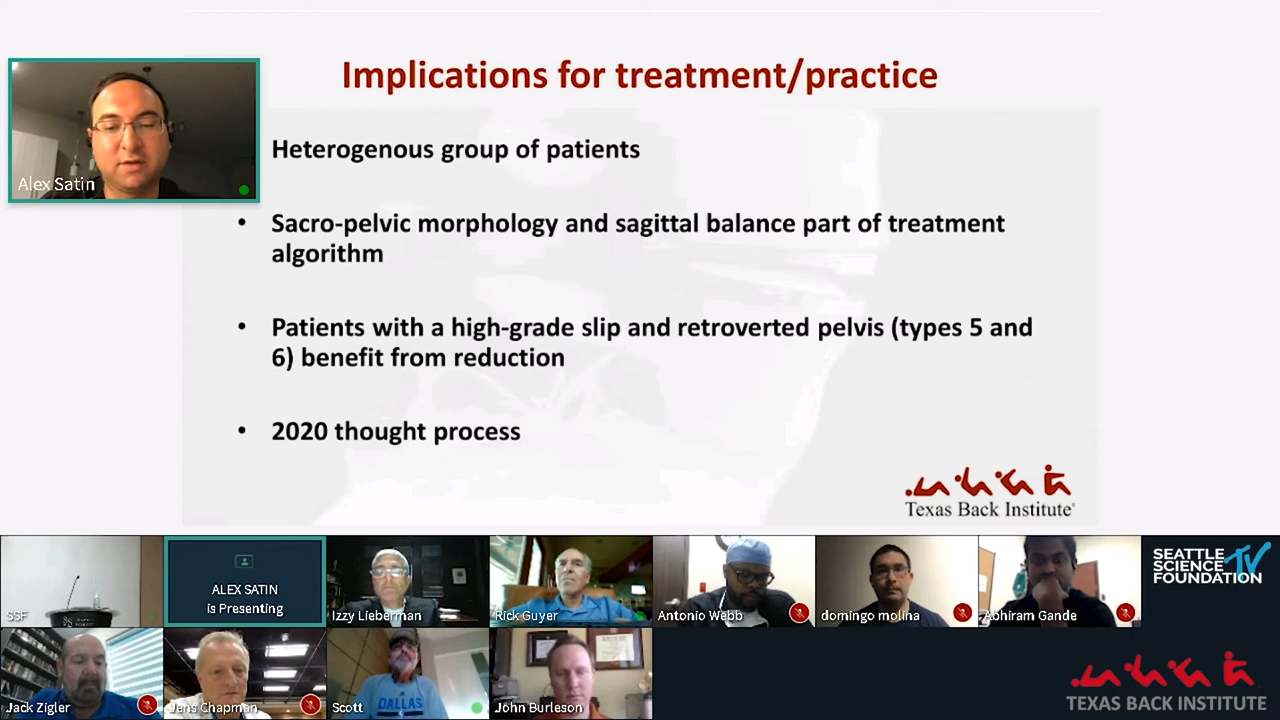 Implications for treatment/practice
Alex Satin
Heterogenous group of patients
• Sacro-pelvic morphology and sagittal balance part of treatment
algorithm
• Patients with a high-grade slip and retroverted pelvis (types 5 and
6) benefit from reduction
• 2020 thought process
Texas Back Institute®
SSF
ALEX SATIN
is Presenting
Izzy Lieberman
Rick Guyer
Antonio Webb
domingo molina
Abhiram Gande
SEATTLE
SCIENCE
FOUNDATION
TV
Jack Zigler
Jens Chapman
Scott
DALLAS
John Burleson
TEXAS BACK INSTITUTE